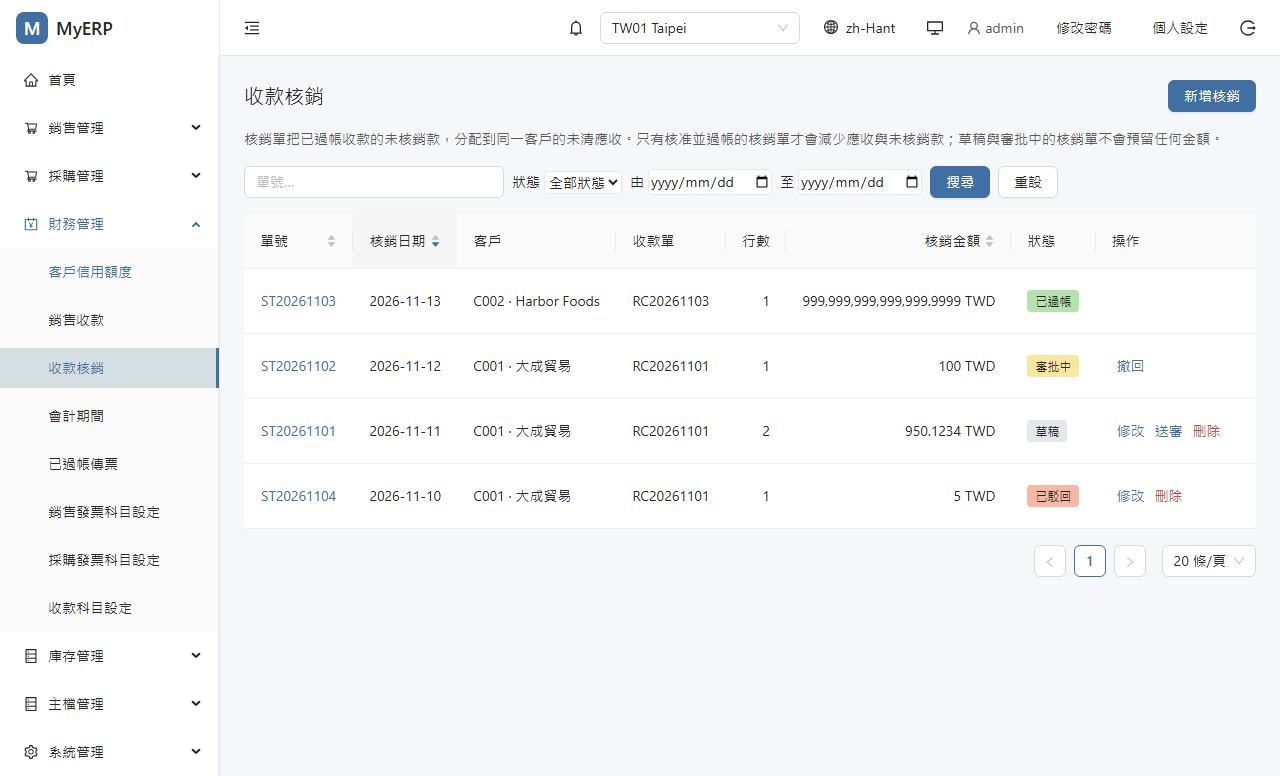 M MyERP
TW01 Taipei zh-Hant admin 修改密碼 個人設定
首頁
銷售管理
採購管理
財務管理
客戶信用額度
銷售收款
收款核銷
會計期間
已過帳傳票
銷售發票科目設定
採購發票科目設定
收款科目設定
庫存管理
主檔管理
系統管理
收款核銷 新增核銷
核銷單把已過帳收款的未核銷款，分配到同一客戶的未清應收。只有核准並過帳的核銷單才會減少應收與未核銷款；草稿與審批中的核銷單不會預留任何金額。
單號... 狀態 全部狀態 由 yyyy/mm/dd 至 yyyy/mm/dd 搜尋 重設
單號 核銷日期 客戶 收款單 行數 核銷金額 狀態 操作
ST20261103 2026-11-13 C002 · Harbor Foods RC20261103 1 999,999,999,999,999.9999 TWD 已過帳
ST20261102 2026-11-12 C001 · 大成貿易 RC20261101 1 100 TWD 審批中 撤回
ST20261101 2026-11-11 C001 · 大成貿易 RC20261101 2 950.1234 TWD 草稿 修改 送審 刪除
ST20261104 2026-11-10 C001 · 大成貿易 RC20261101 1 5 TWD 已駁回 修改 刪除
< 1 > 20 條/頁